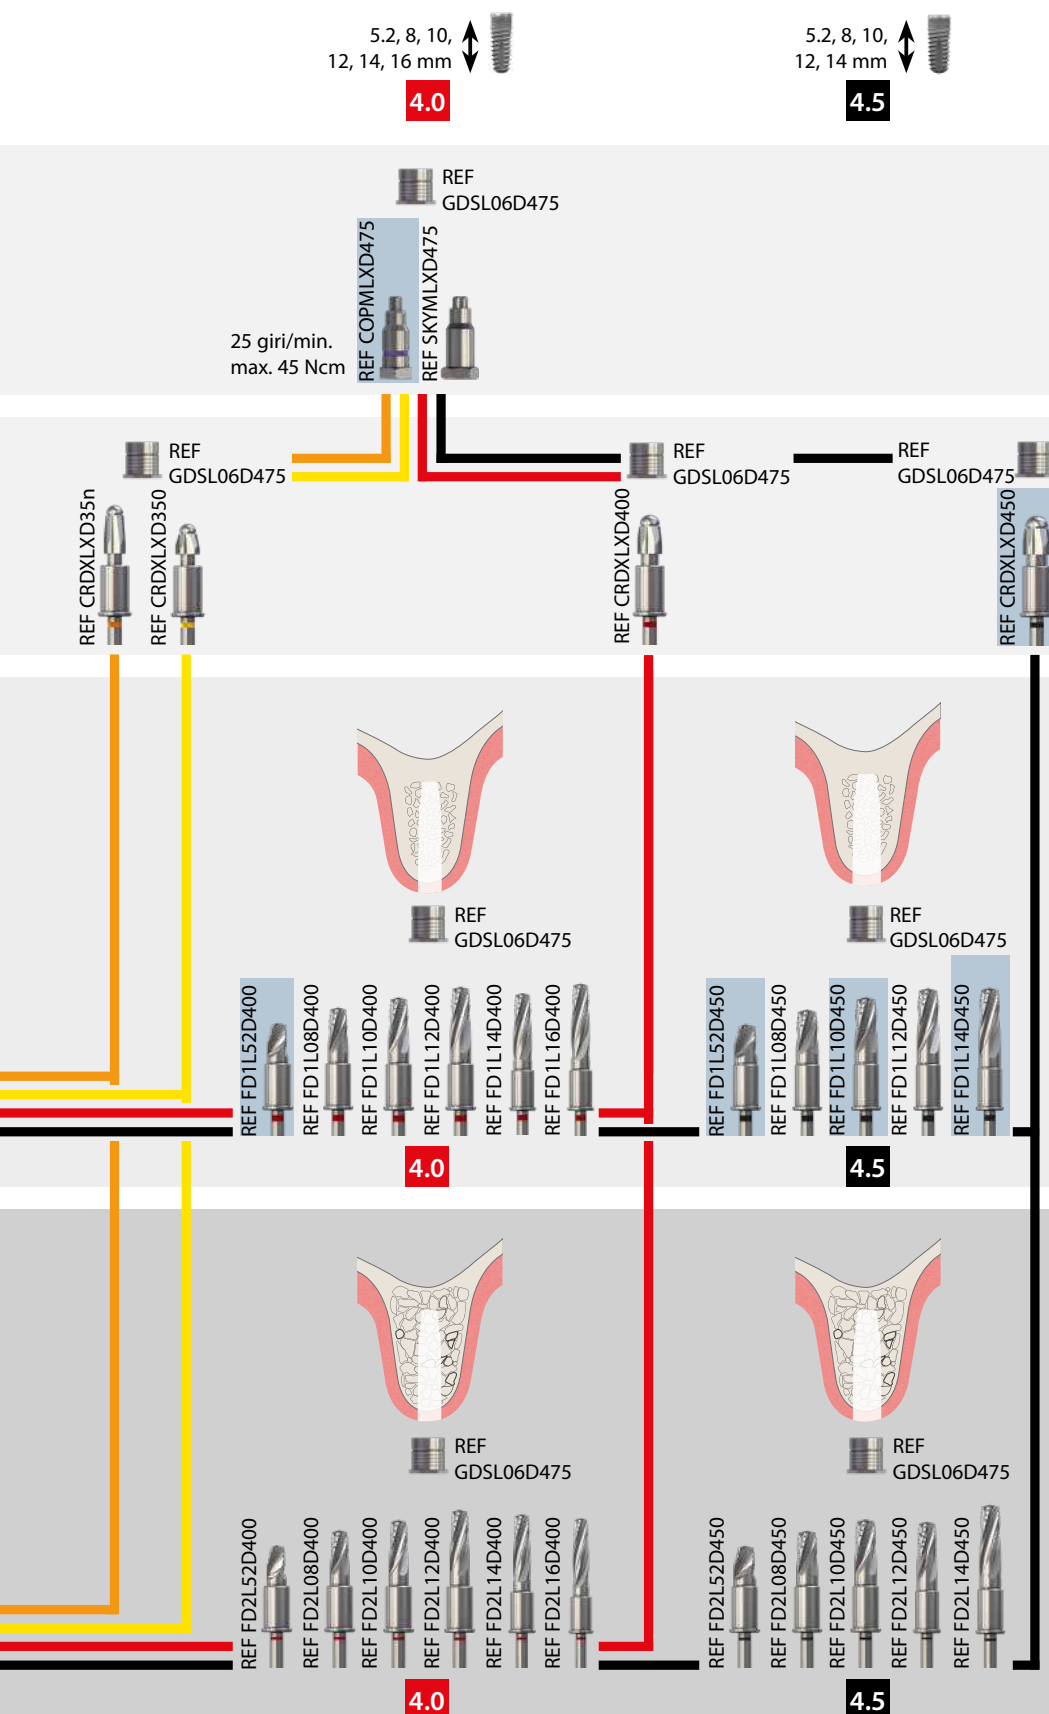 5.2, 8, 10,
12, 14, 16 mm
4.0
5.2, 8, 10,
12, 14 mm
4.5
REF
GDSL06D475
REF COPMLXD475
REF SKYMLXD475
25 giri/min.
max. 45 Ncm
REF
GDSL06D475
REF
GDSL06D475
REF
GDSL06D475
REF CRDXLXD35n
REF CRDXLXD350
REF CRDXLXD400
REF CRDXLXD450
REF
GDSL06D475
REF
GDSL06D475
REF FD1L52D400
REF FD1L08D400
REF FD1L10D400
REF FD1L12D400
REF FD1L14D400
REF FD1L16D400
REF FD1L52D450
REF FD1L08D450
REF FD1L10D450
REF FD1L12D450
REF FD1L14D450
4.0
4.5
REF
GDSL06D475
REF
GDSL06D475
REF FD2L52D400
REF FD2L08D400
REF FD2L10D400
REF FD2L12D400
REF FD2L14D400
REF FD2L16D400
REF FD2L52D450
REF FD2L08D450
REF FD2L10D450
REF FD2L12D450
REF FD2L14D450
4.0
4.5